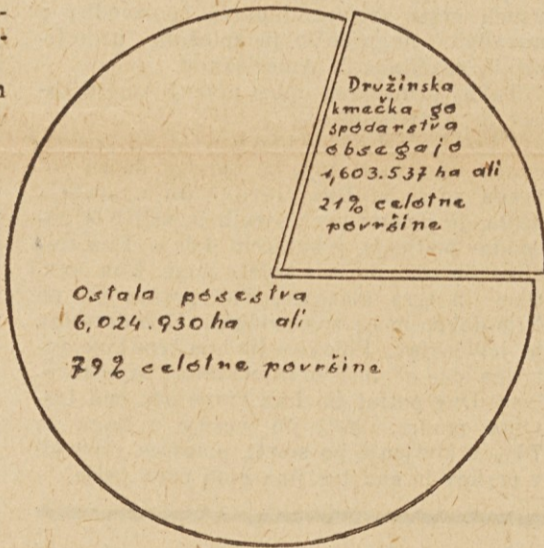 n
Družinska
kmečka go
spodarstva
obsegajo
1,603.537 ha ali
21% celotne
površine
Ostala posestva
6,024.930 ha ali
79% celotne površine